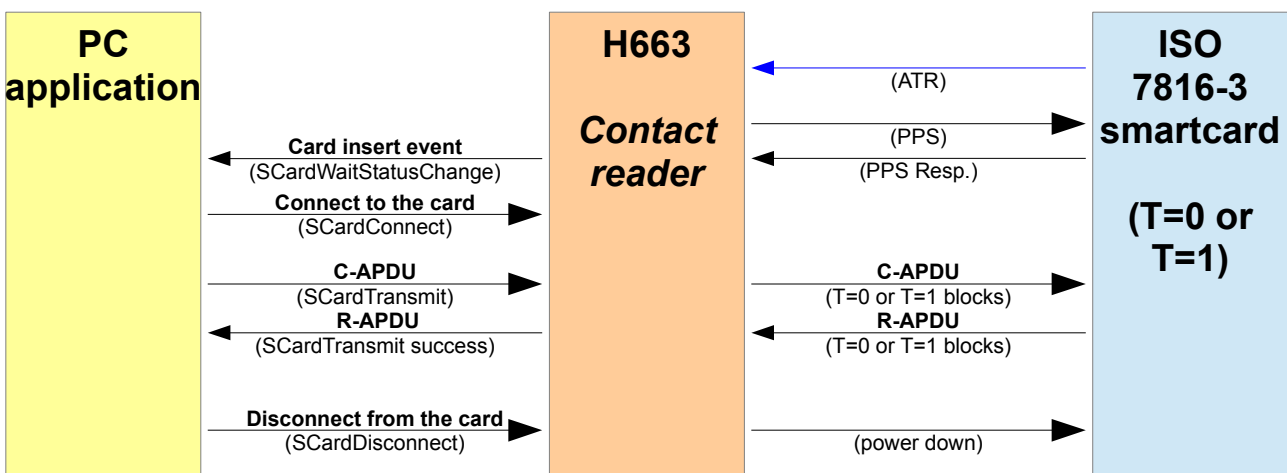 PC
application
H663
Contact
reader
ISO
7816-3
smartcard
(T=0 or
T=1)
(ATR)
(PPS)
Card insert event
(SCardWaitStatusChange)
(PPS Resp.)
Connect to the card
(SCardConnect)
C-APDU
(SCardTransmit)
C-APDU
(T=0 or T=1 blocks)
R-APDU
(SCardTransmit success)
R-APDU
(T=0 or T=1 blocks)
Disconnect from the card
(SCardDisconnect)
(power down)